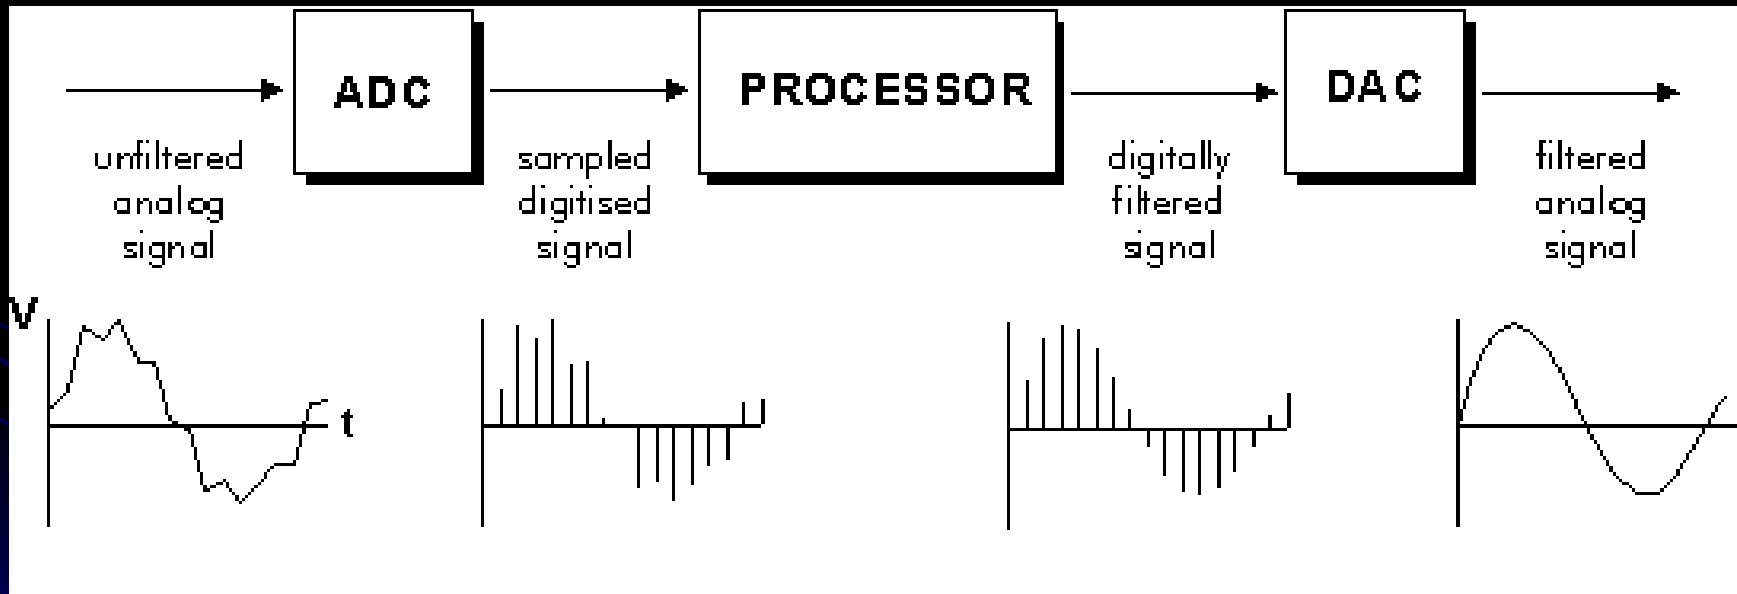 ADC
PROCESSOR
DAC
unfiltered
analog
signal
sampled
digitised
signal
digitally
filtered
signal
filtered
analog
signal
V
t